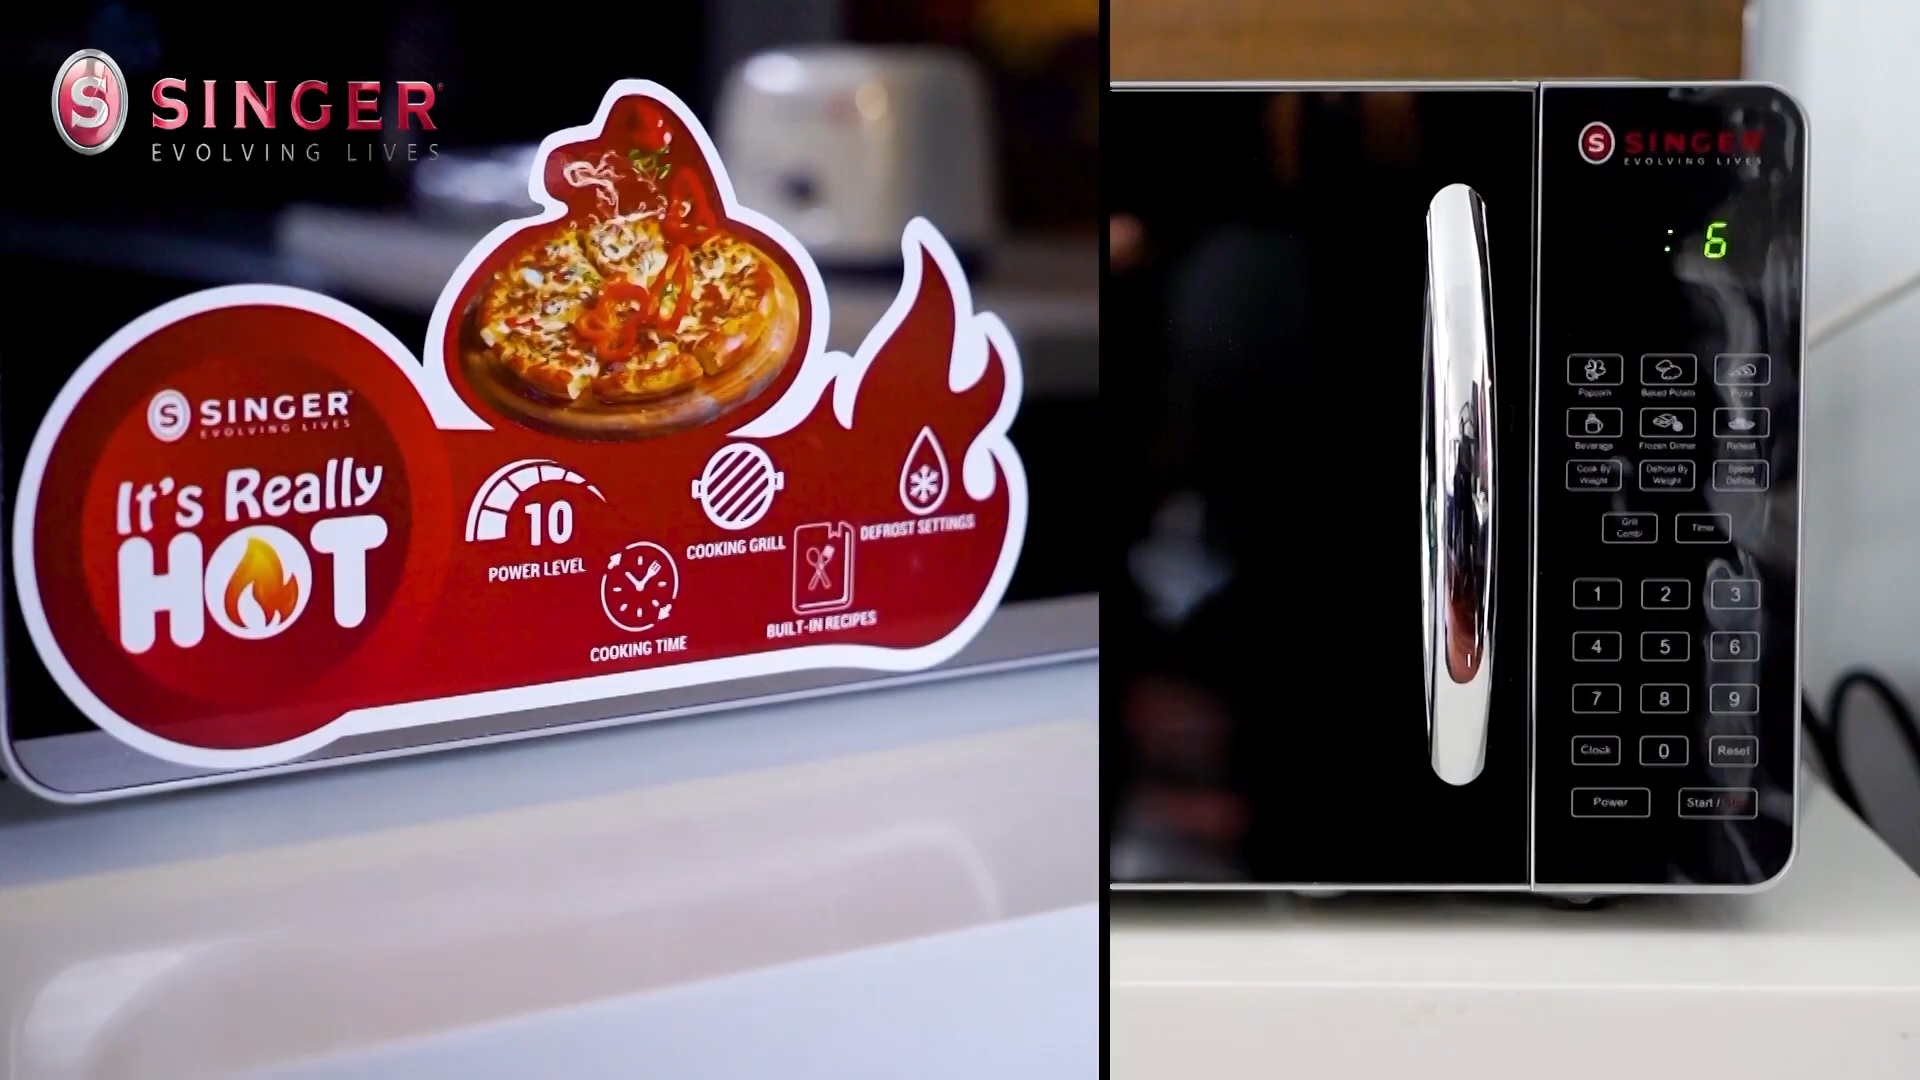 S SINGER
EVOLVING LIVES
S SINGER
EVOLVING LIVES
It's Really
HOT
10
POWER LEVEL
COOKING TIME
COOKING GRILL
BUILT-IN RECIPES
DEFROST SETTINGS
S SINGER
EVOLVING LIVES
: 6
Popcorn Baked Potato Pizza
Beverage Frozen Dinner Reheat
Cook By Weight
Defrost By Weight
Speed Defrost
Grill Combi
Timer
1 2 3
4 5 6
7 8 9
Clock 0 Reset
Power Start /